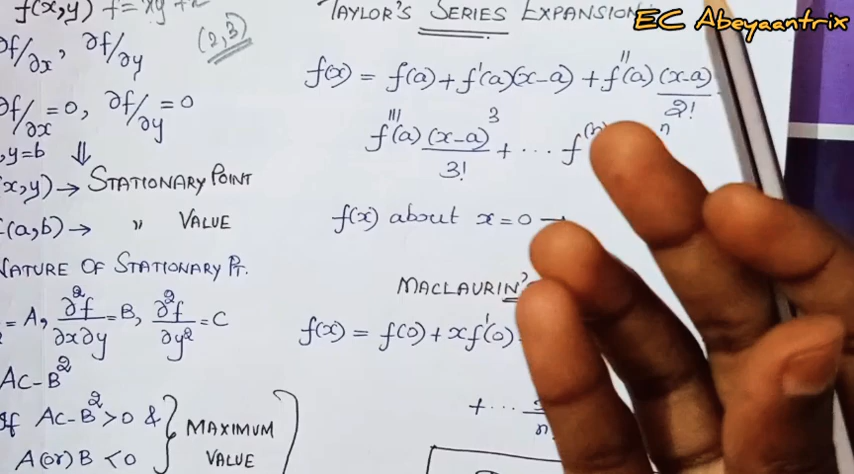 f(x,y) f=xy+
∂f/∂x, ∂f/∂y
(2,3)
∂f/∂x=0, ∂f/∂y=0
,y=b ⇓
(x,y)→ STATIONARY POINT
f(a,b)→ " VALUE
NATURE OF STATIONARY PT.
= A, ∂²f/∂x∂y=B, ∂²f/∂y²=C
AC-B²
If AC-B²>0 & MAXIMUM
A(or)B <0 VALUE
TAYLOR'S SERIES EXPANSION:
EC Abeyaantrix
f(x) = f(a)+f'(a)(x-a)+f''(a)(x-a)/2!
f'''(a)(x-a)³/3!+ ... f⁽ⁿ⁾ n
f(x) about x=0 →
MACLAURIN'S
f(x) = f(0)+xf'(0)
+ ...
n